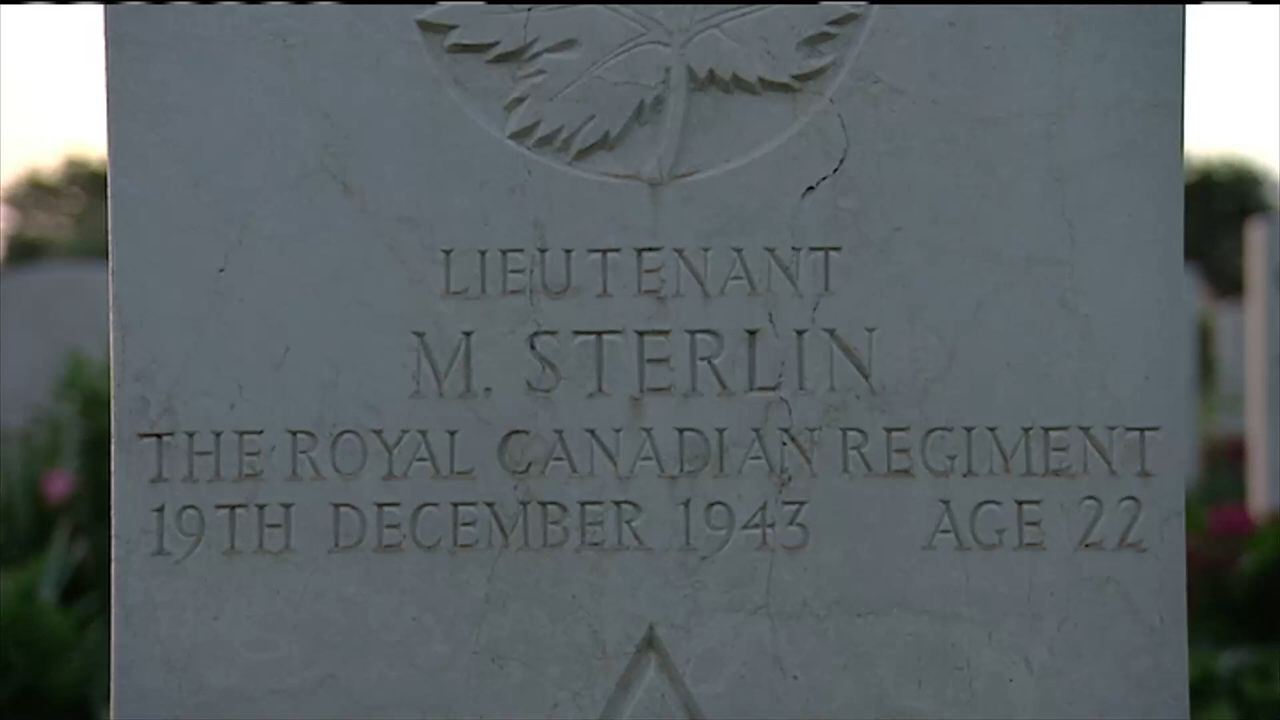 LIEUTENANT
M. STERLIN
THE ROYAL CANADIAN REGIMENT
19TH DECEMBER 1943 AGE 22